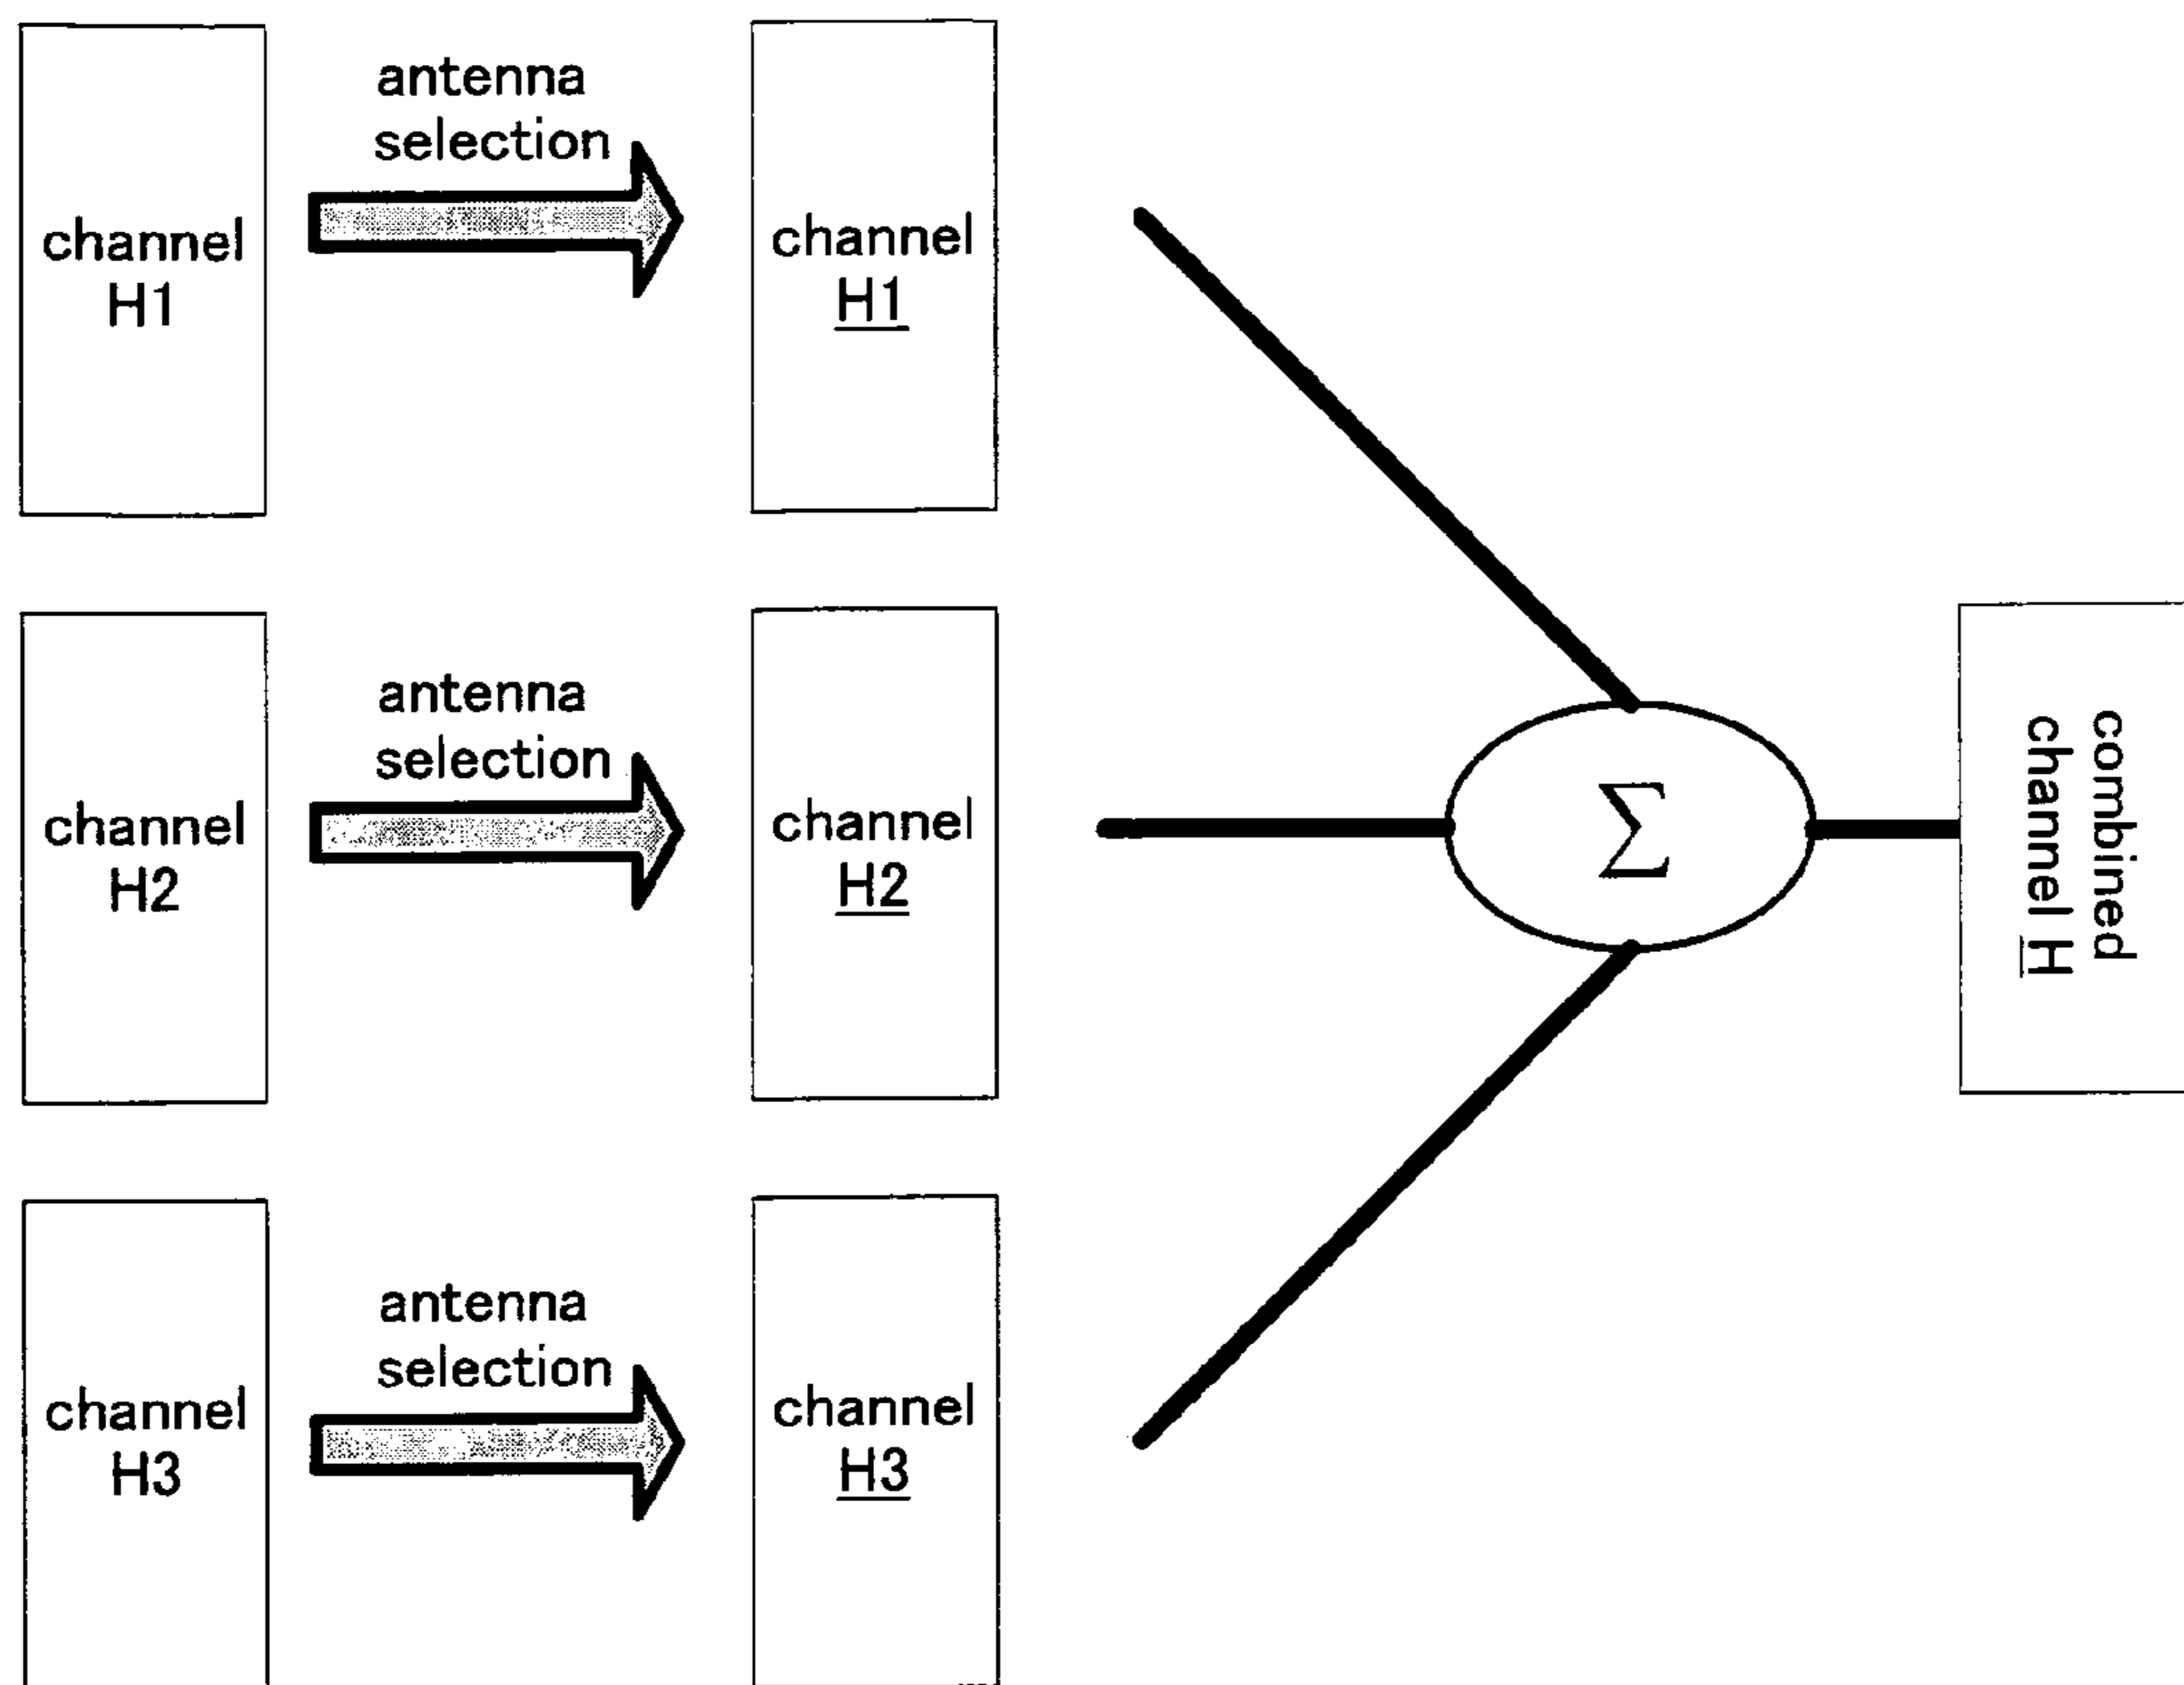 antenna
selection
channel
H1
channel
H1
antenna
selection
channel
H2
channel
H2
Σ
combined
channel H
antenna
selection
channel
H3
channel
H3